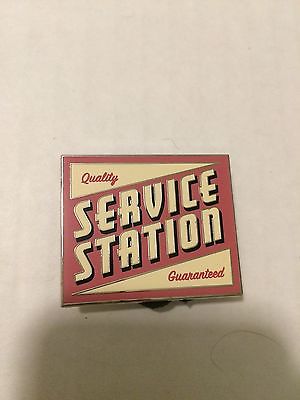 Quality
SERVICE
STATION
Guaranteed